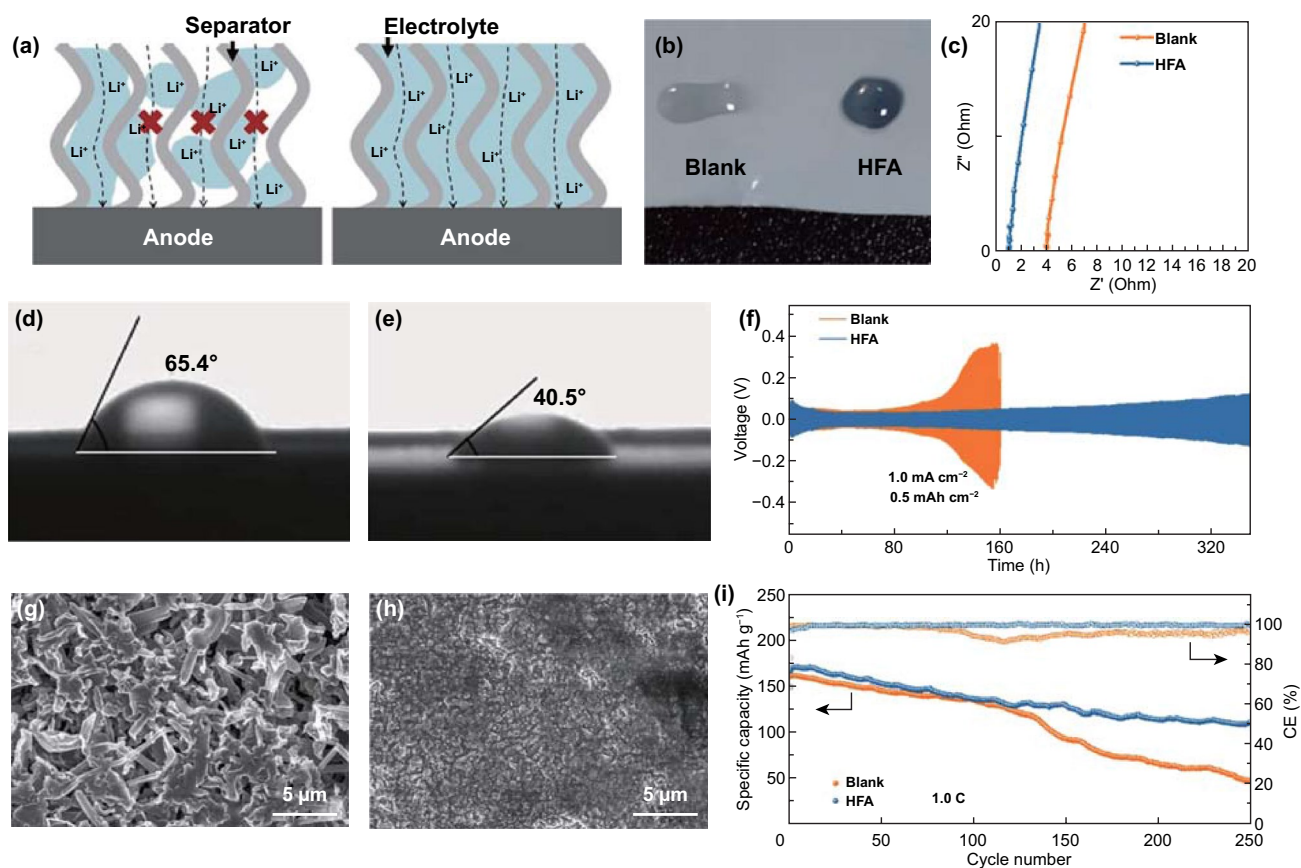 (a)
Separator
Electrolyte
Li⁺
Li⁺
Li⁺
Li⁺
Li⁺
Li⁺
Li⁺
Li⁺
Li⁺
Anode
Li⁺
Li⁺
Li⁺
Li⁺
Li⁺
Li⁺
Li⁺
Li⁺
Anode
(b)
Blank
HFA
(c)
Blank
HFA
20
0
0 2 4 6 8 10 12 14 16 18 20
Z'' (Ohm)
Z' (Ohm)
(d)
65.4°
(e)
40.5°
(f)
Blank
HFA
0.4
0.2
0.0
−0.2
−0.4
Voltage (V)
1.0 mA cm⁻²
0.5 mAh cm⁻²
0 80 160 240 320
Time (h)
(g)
5 µm
(h)
5 µm
(i)
250
225
200
175
150
125
100
75
50
100
80
60
40
20
0
Specific capacity (mAh g⁻¹)
CE (%)
Blank
HFA
1.0 C
0 50 100 150 200 250
Cycle number